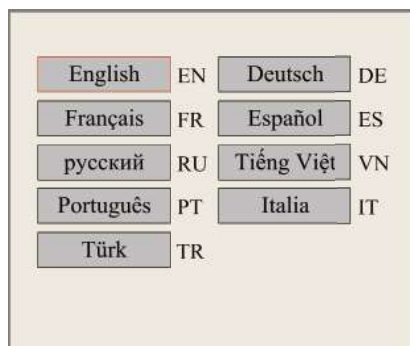 English EN Deutsch DE
Français FR Español ES
русский RU Tiếng Việt VN
Português PT Italia IT
Türk TR